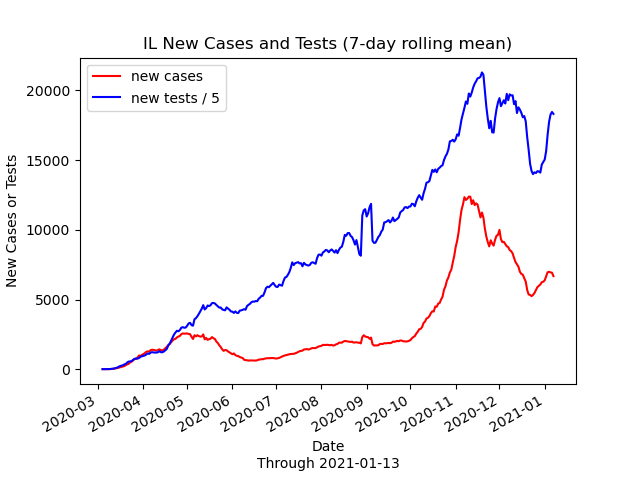 IL New Cases and Tests (7-day rolling mean)
new cases
new tests / 5
20000
15000
10000
5000
0
New Cases or Tests
2020-03
2020-04
2020-05
2020-06
2020-07
2020-08
2020-09
2020-10
2020-11
2020-12
2021-01
Date
Through 2021-01-13